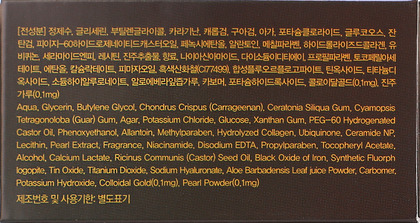 [전성분] 정제수, 글리세린, 부틸렌글라이콜, 카라기난, 캐롭검, 구아검, 아가, 포타슘클로라이드, 글루코오스, 잔
탄검, 피이지-60하이드로제네이티드캐스터오일, 페녹시에탄올, 알란토인, 메칠파라벤, 하이드롤라이즈드콜라겐, 유
비퀴논, 세라마이드엔피, 레시틴, 진주추출물, 향료, 나이아신아마이드, 다이소듐이디티에이, 프로필파라벤, 토코페릴아세
테이트, 에탄올, 칼슘락테이트, 피마자오일, 흑색산화철(CI77499), 합성플루오르플로고파이트, 틴옥사이드, 티타늄디
옥사이드, 소듐하이알루로네이트, 알로에베라잎즙가루, 카보머, 포타슘하이드록사이드, 콜로이달골드(0.1mg), 진주
가루(0.1mg)
Aqua, Glycerin, Butylene Glycol, Chondrus Crispus (Carrageenan), Ceratonia Siliqua Gum, Cyamopsis
Tetragonoloba (Guar) Gum, Agar, Potassium Chloride, Glucose, Xanthan Gum, PEG-60 Hydrogenated
Castor Oil, Phenoxyethanol, Allantoin, Methylparaben, Hydrolyzed Collagen, Ubiquinone, Ceramide NP,
Lecithin, Pearl Extract, Fragrance, Niacinamide, Disodium EDTA, Propylparaben, Tocopheryl Acetate,
Alcohol, Calcium Lactate, Ricinus Communis (Castor) Seed Oil, Black Oxide of Iron, Synthetic Fluorph
logopite, Tin Oxide, Titanium Dioxide, Sodium Hyaluronate, Aloe Barbadensis Leaf juice Powder, Carbomer,
Potassium Hydroxide, Colloidal Gold(0,1mg), Pearl Powder(0,1mg)
제조번호 및 사용기한: 별도표기